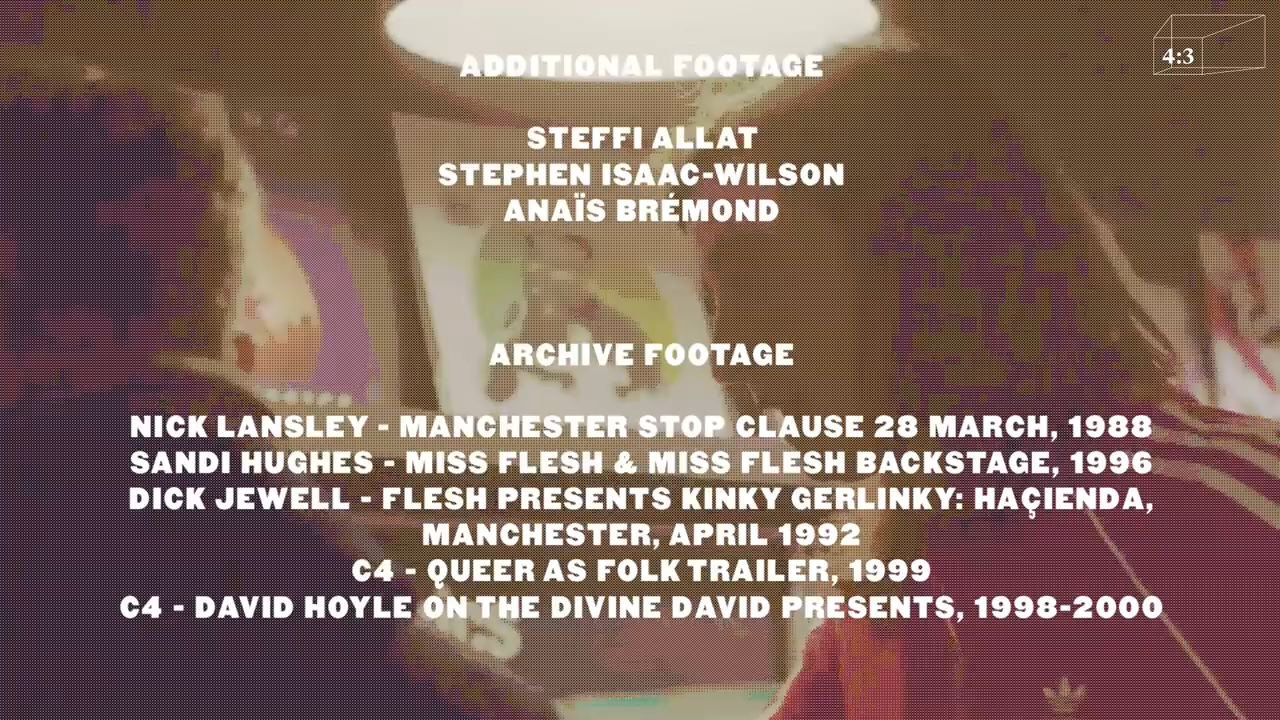 4:3
ADDITIONAL FOOTAGE
STEFFI ALLAT
STEPHEN ISAAC-WILSON
ANAÏS BRÉMOND
ARCHIVE FOOTAGE
NICK LANSLEY - MANCHESTER STOP CLAUSE 28 MARCH, 1988
SANDI HUGHES - MISS FLESH & MISS FLESH BACKSTAGE, 1996
DICK JEWELL - FLESH PRESENTS KINKY GERLINKY: HAÇIENDA,
MANCHESTER, APRIL 1992
C4 - QUEER AS FOLK TRAILER, 1999
C4 - DAVID HOYLE ON THE DIVINE DAVID PRESENTS, 1998-2000